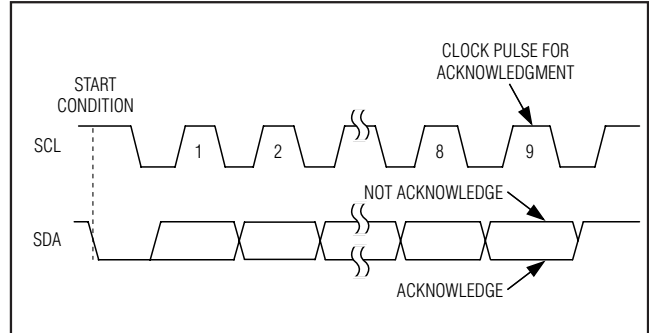 CLOCK PULSE FOR
ACKNOWLEDGMENT
START
CONDITION
SCL
1
2
8
9
NOT ACKNOWLEDGE
SDA
ACKNOWLEDGE